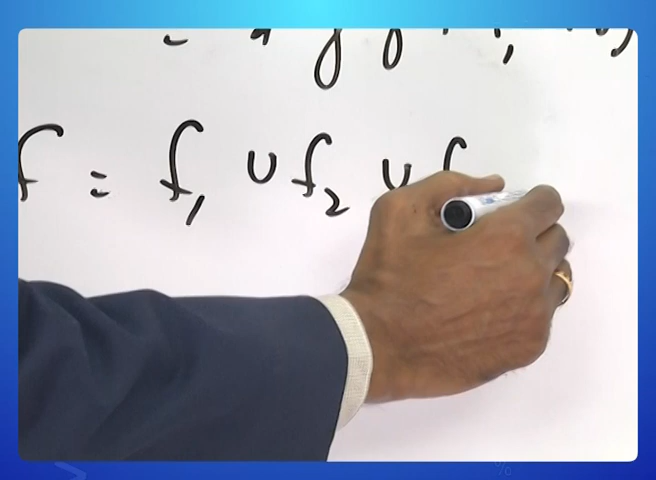 f = f₁ ∪ f₂ ∪ f